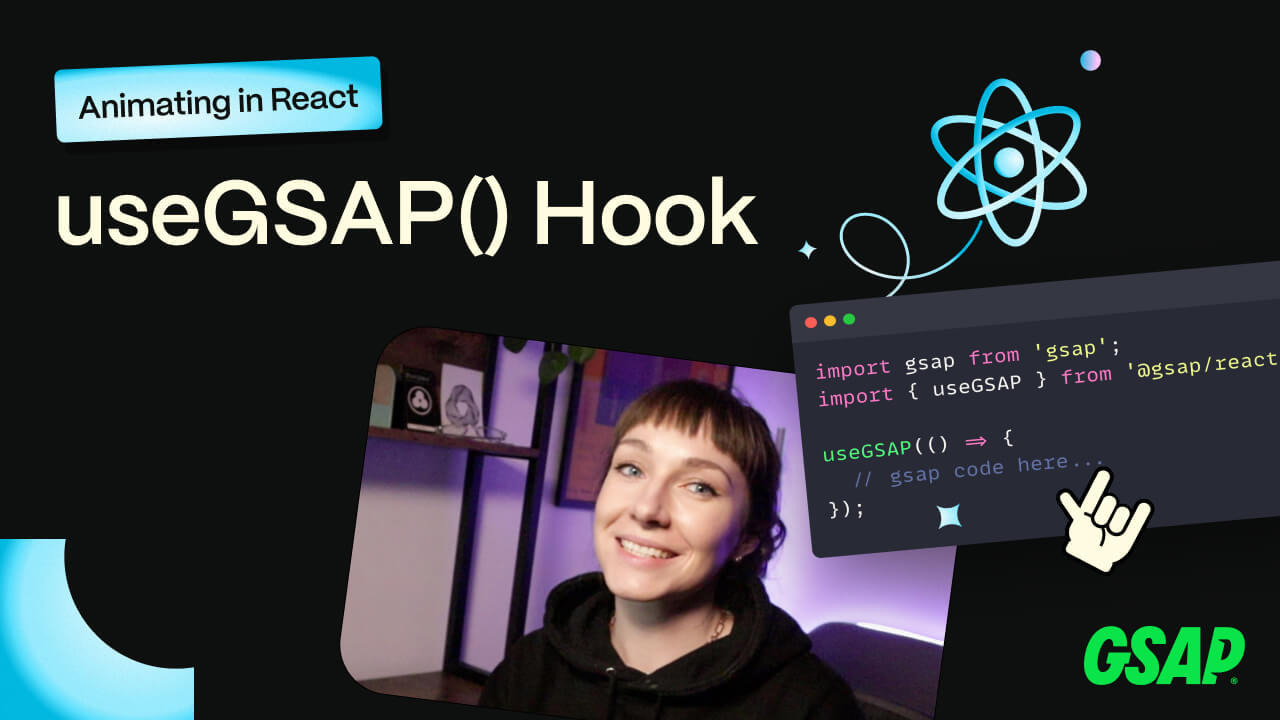 Animating in React
useGSAP() Hook
import gsap from 'gsap';
import { useGSAP } from '@gsap/react
useGSAP(() => {
// gsap code here...
});
GSAP®